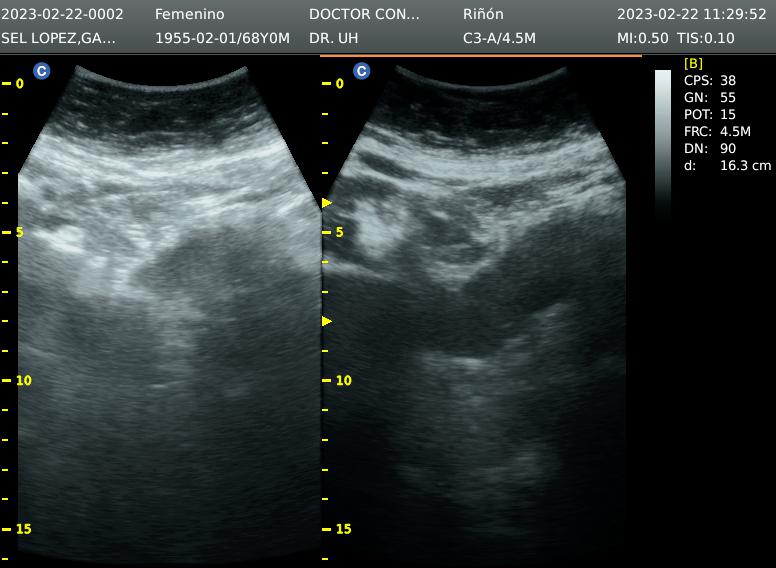 2023-02-22-0002 Femenino DOCTOR CON... Riñón 2023-02-22 11:29:52
SEL LOPEZ,GA... 1955-02-01/68Y0M DR. UH C3-A/4.5M MI:0.50 TIS:0.10
C
C
[B]
CPS: 38
GN: 55
POT: 15
FRC: 4.5M
DN: 90
d: 16.3 cm
0
5
10
15
0
5
10
15